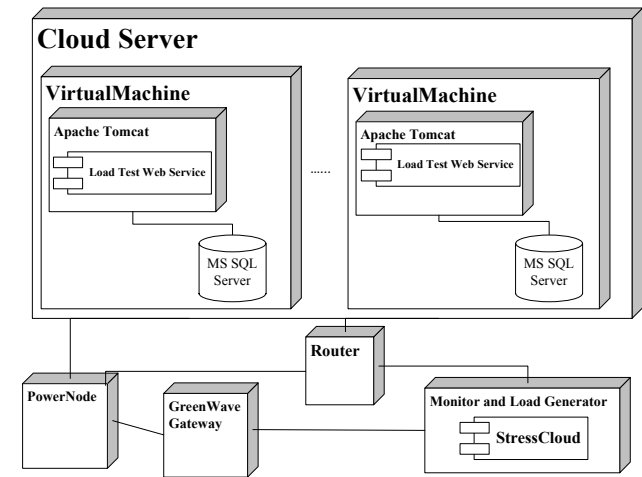 Cloud Server
VirtualMachine
Apache Tomcat
Load Test Web Service
MS SQL
Server
......
VirtualMachine
Apache Tomcat
Load Test Web Service
MS SQL
Server
Router
PowerNode
GreenWave
Gateway
Monitor and Load Generator
StressCloud